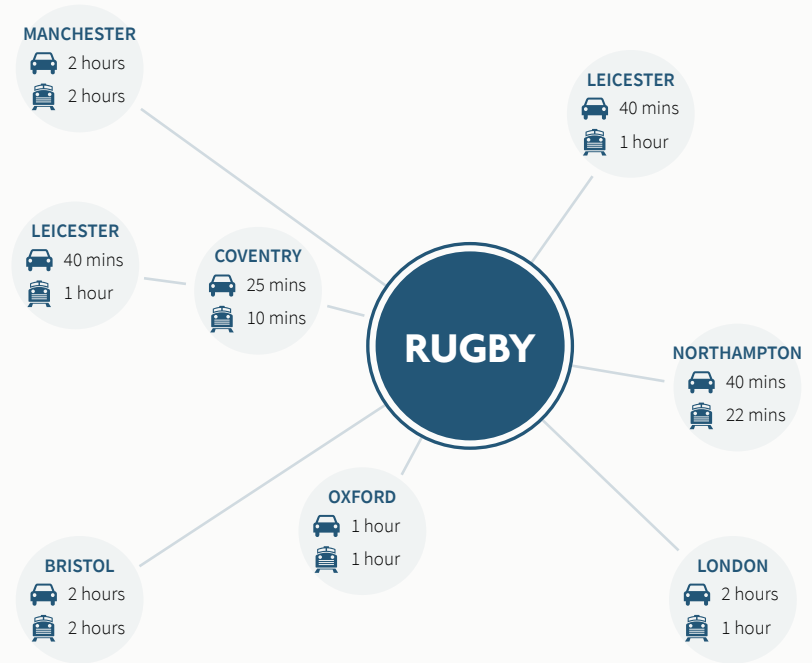 MANCHESTER
2 hours
2 hours
LEICESTER
40 mins
1 hour
LEICESTER
40 mins
1 hour
COVENTRY
25 mins
10 mins
RUGBY
NORTHAMPTON
40 mins
22 mins
OXFORD
1 hour
1 hour
BRISTOL
2 hours
2 hours
LONDON
2 hours
1 hour